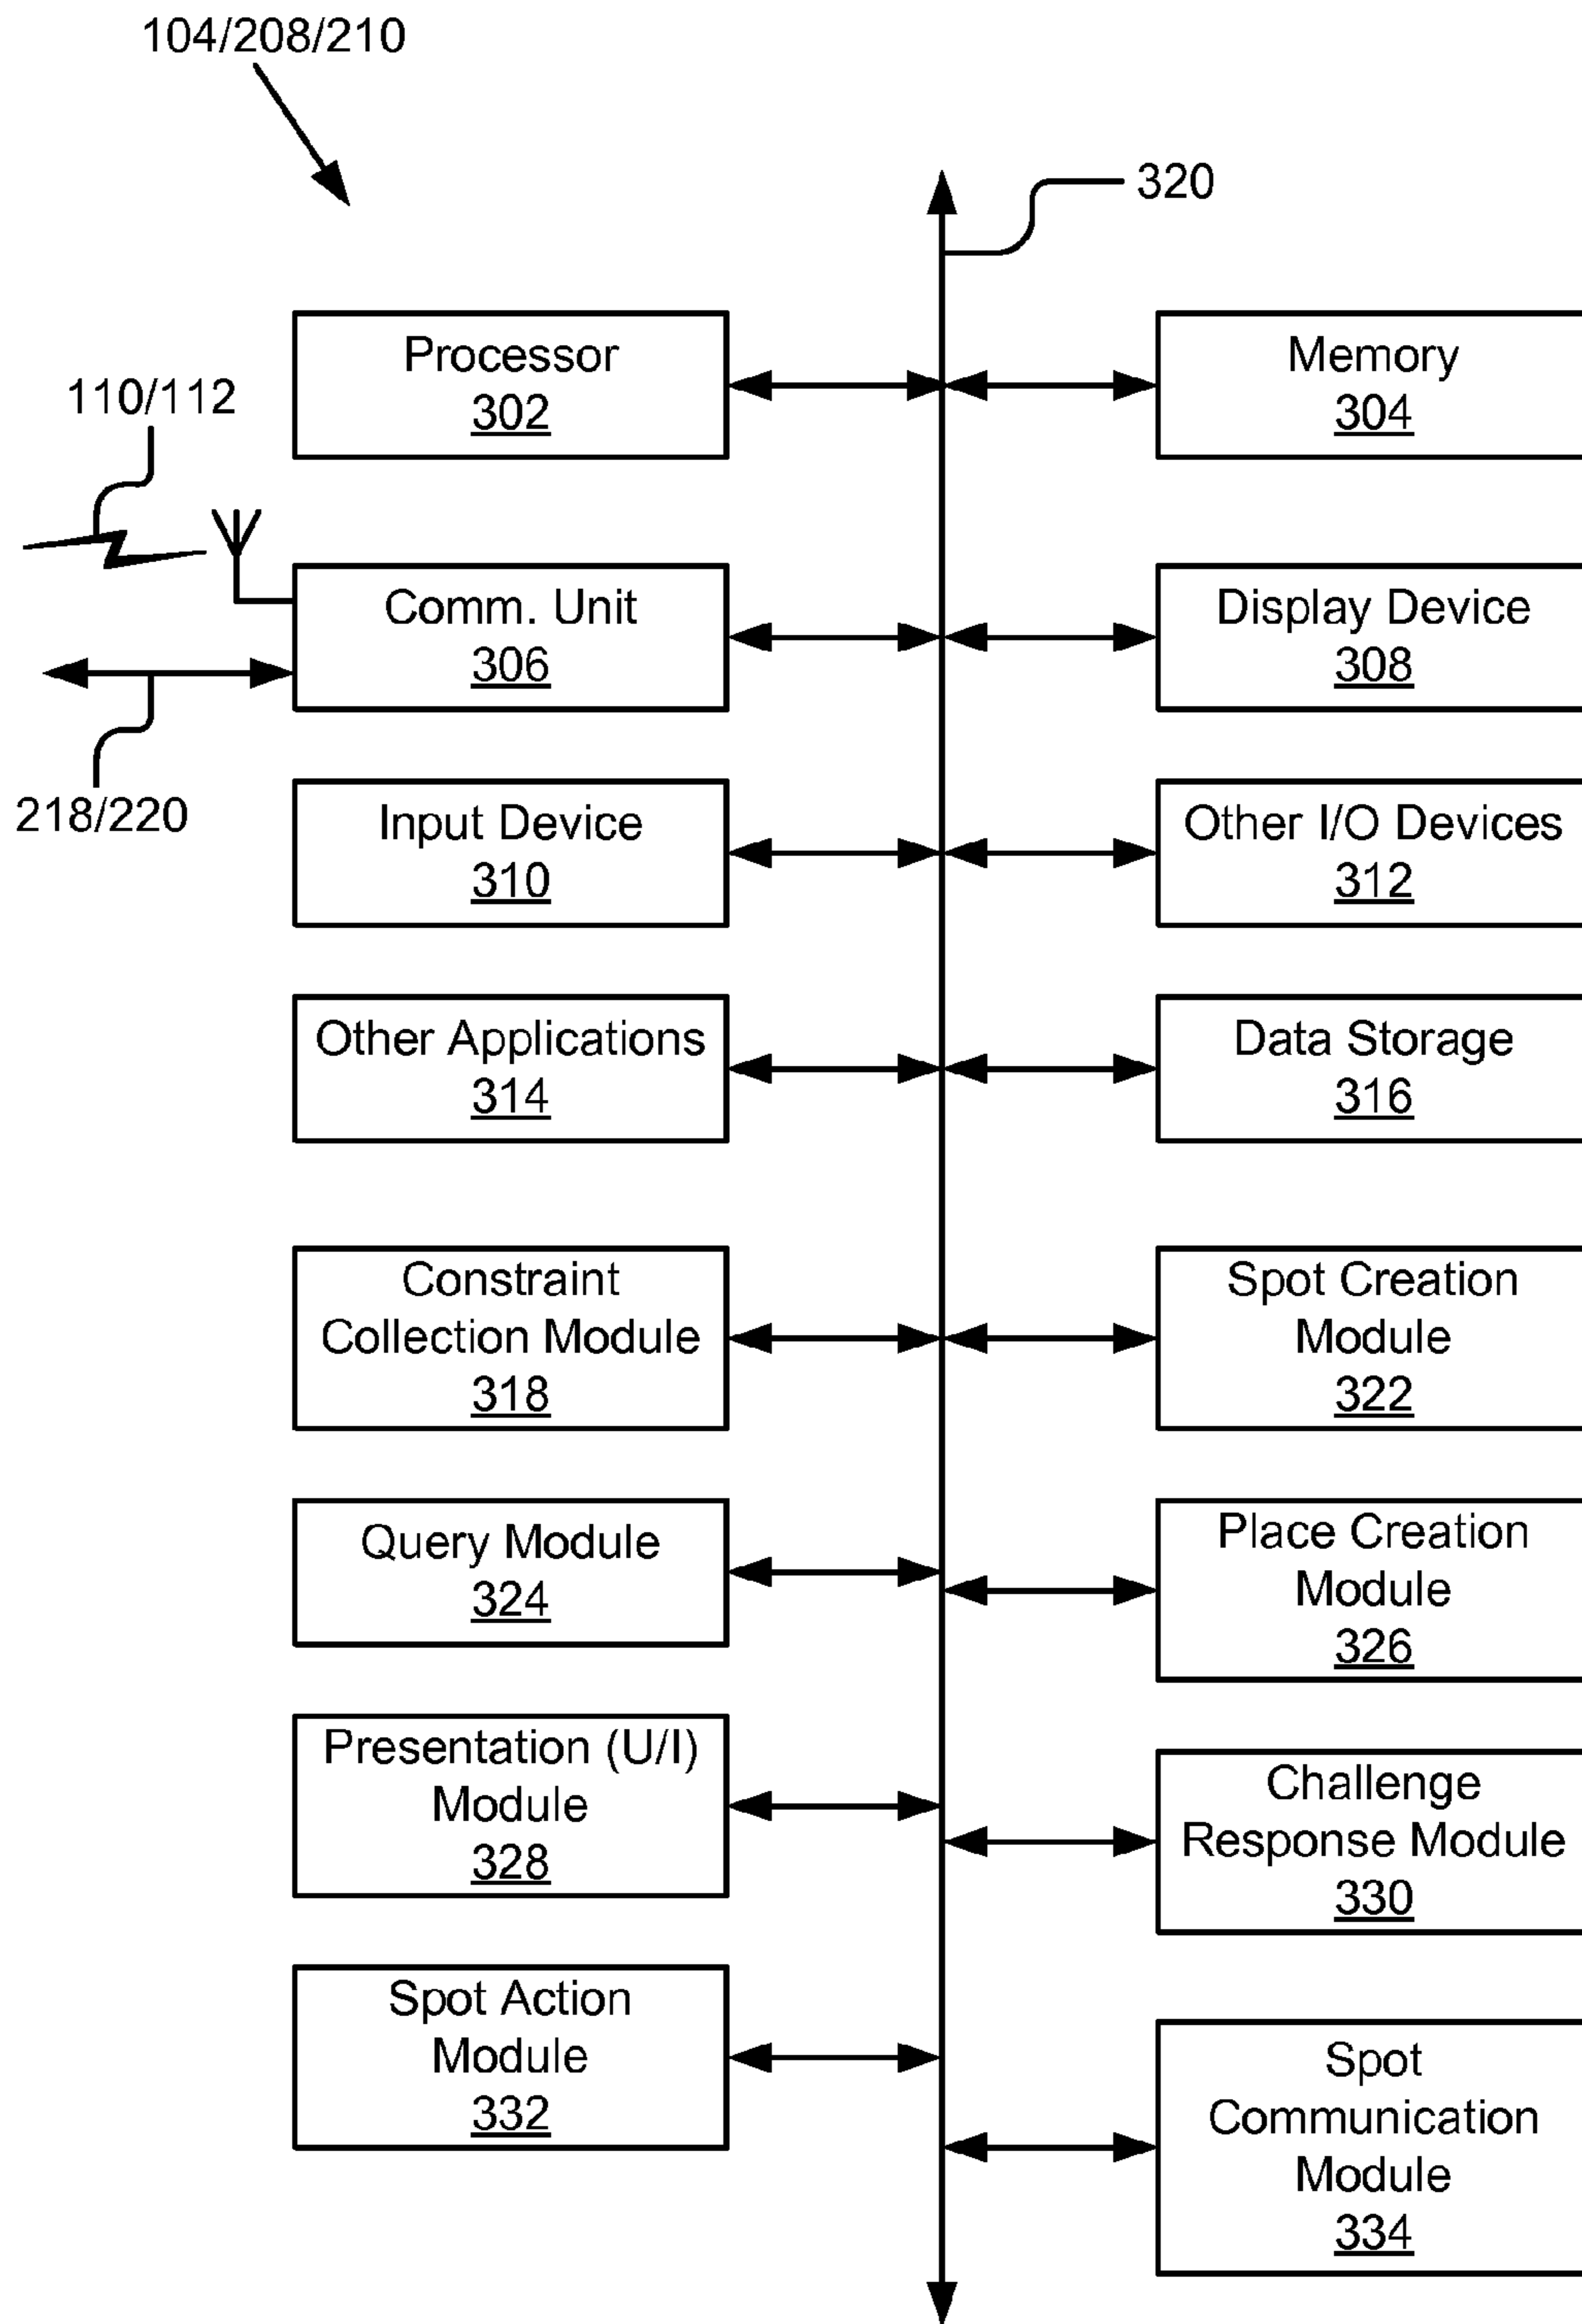 104/208/210
320
Processor
302
Memory
304
110/112
Comm. Unit
306
Display Device
308
218/220
Input Device
310
Other I/O Devices
312
Other Applications
314
Data Storage
316
Constraint
Collection Module
318
Spot Creation
Module
322
Query Module
324
Place Creation
Module
326
Presentation (U/I)
Module
328
Challenge
Response Module
330
Spot Action
Module
332
Spot
Communication
Module
334